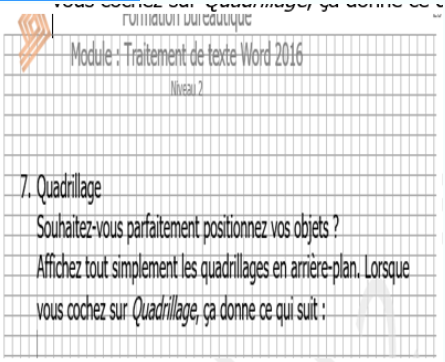 vous cochez sur Quadrillage, ça donne ce
Formation bureautique
Module : Traitement de texte Word 2016
Niveau 2
7. Quadrillage
Souhaitez-vous parfaitement positionnez vos objets ?
Affichez tout simplement les quadrillages en arrière-plan. Lorsque
vous cochez sur Quadrillage, ça donne ce qui suit :